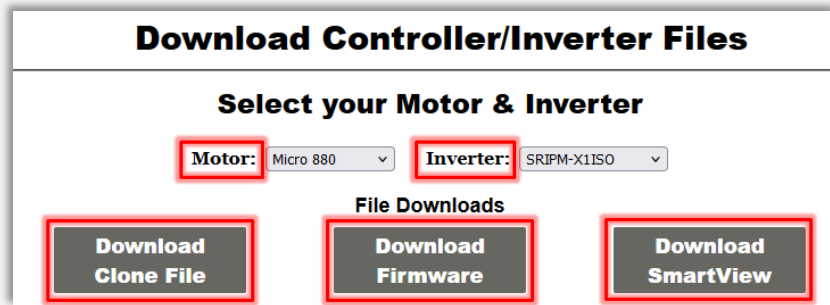 Download Controller/Inverter Files
Select your Motor & Inverter
Motor: Micro 880 Inverter: SRIPM-X1ISO
File Downloads
Download Clone File
Download Firmware
Download SmartView